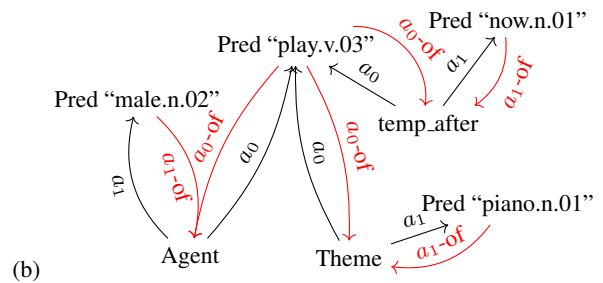 Pred “play.v.03”
Pred “now.n.01”
a0-of
a1
a1-of
a0
temp_after
Pred “male.n.02”
a1
a1-of
a0-of
a0
a0
a0-of
Pred “piano.n.01”
a1
a1-of
Agent
Theme
(b)